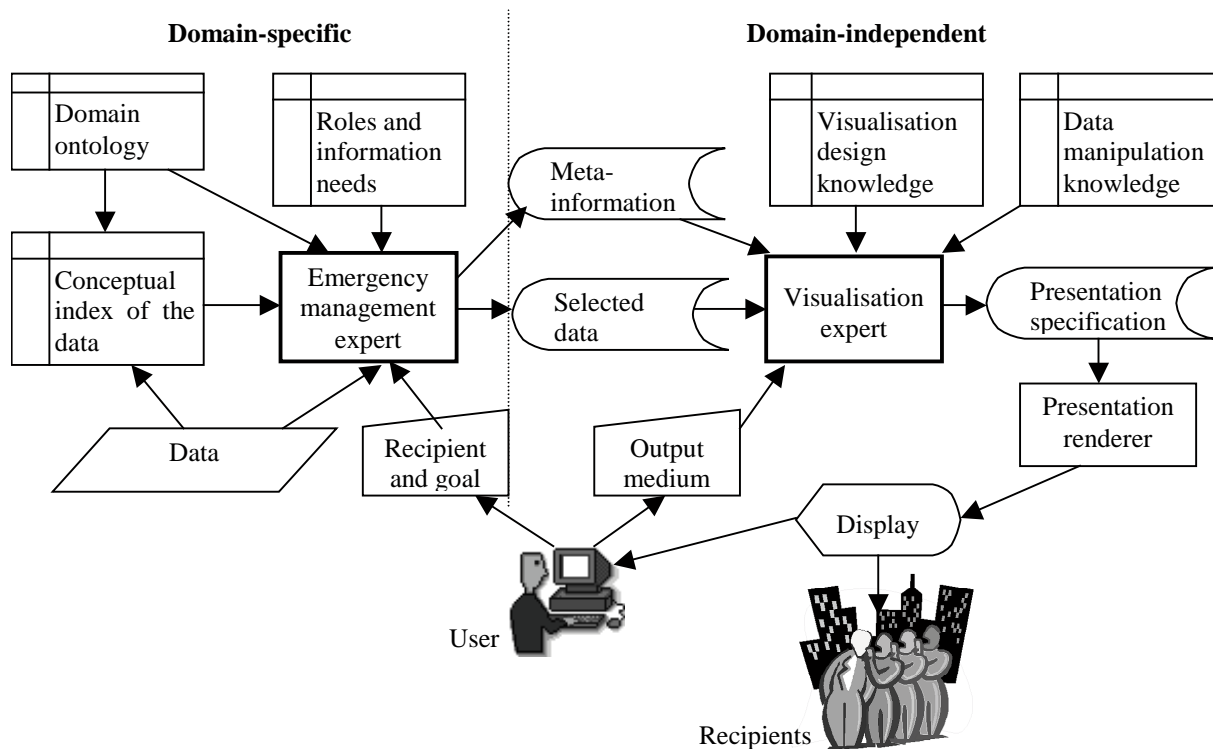 Domain-specific
Domain-independent
Domain
ontology
Roles and
information
needs
Visualisation
design
knowledge
Data
manipulation
knowledge
Meta-
information
Conceptual
index of the
data
Emergency
management
expert
Selected
data
Visualisation
expert
Presentation
specification
Data
Recipient
and goal
Output
medium
Presentation
renderer
Display
User
Recipients